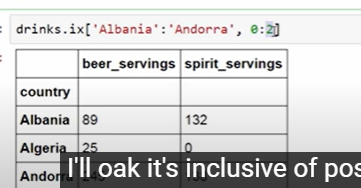 drinks.ix['Albania':'Andorra', 0:2]
beer_servings spirit_servings
country
Albania 89 132
Algeria 25 0
Andorra
I'll oak it's inclusive of pos